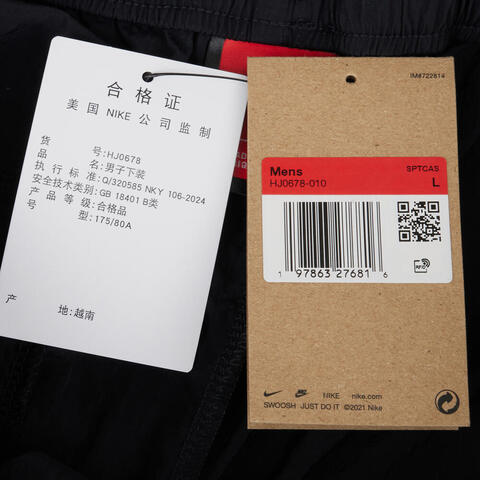 合格证
美国 NIKE 公司监制
货 号: HJ0678
品 名: 男子下装
执行标准: Q/320585 NKY 106-2024
安全技术类别: GB 18401 B类
产品等级: 合格品
号 型: 175/80A
产 地: 越南
IM#722814
Mens SPTCAS
HJ0678-010 L
1 97863 27681 6
RFID
NIKE nike.com
SWOOSH JUST DO IT ©2021 Nike